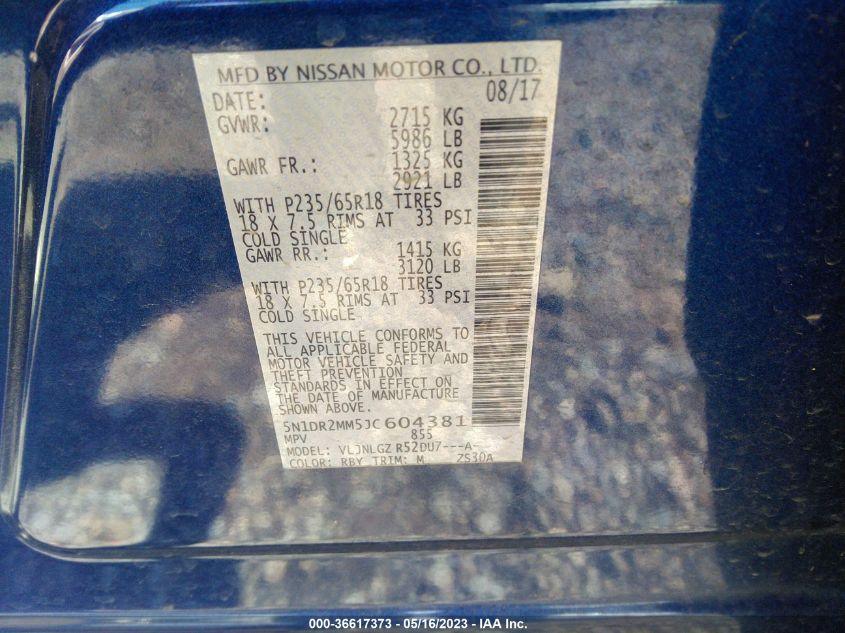 MFD BY NISSAN MOTOR CO., LTD.
DATE: 08/17
GVWR: 2715 KG
5986 LB
GAWR FR.: 1325 KG
2921 LB
WITH P235/65R18 TIRES
18 X 7.5 RIMS AT 33 PSI
COLD SINGLE
GAWR RR.: 1415 KG
3120 LB
WITH P235/65R18 TIRES
18 X 7.5 RIMS AT 33 PSI
COLD SINGLE
THIS VEHICLE CONFORMS TO
ALL APPLICABLE FEDERAL
MOTOR VEHICLE SAFETY AND
THEFT PREVENTION
STANDARDS IN EFFECT ON
THE DATE OF MANUFACTURE
SHOWN ABOVE.
5N1DR2MM5JC604381
MPV 855
MODEL: VLJNLGZ R52DU7---A-
COLOR: RBY TRIM: M ZS30A
000-36617373 - 05/16/2023 - © IAA Inc.